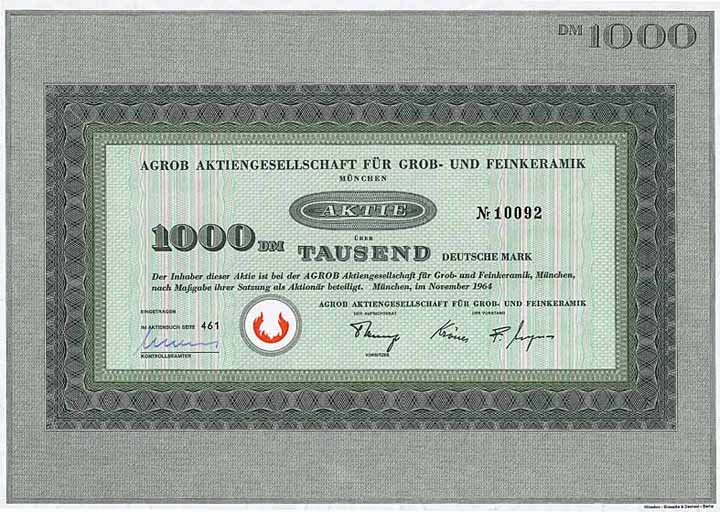 DM 1000
AGROB AKTIENGESELLSCHAFT FÜR GROB- UND FEINKERAMIK
MÜNCHEN
AKTIE
Nr. 10092
ÜBER
1000 DM TAUSEND DEUTSCHE MARK
Der Inhaber dieser Aktie ist bei der AGROB Aktiengesellschaft für Grob- und Feinkeramik, München,
nach Maßgabe ihrer Satzung als Aktionär beteiligt. München, im November 1964
AGROB AKTIENGESELLSCHAFT FÜR GROB- UND FEINKERAMIK
EINGETRAGEN
DER AUFSICHTSRAT DER VORSTAND
IM AKTIENBUCH SEITE 461
VORSITZER
KONTROLLBEAMTER